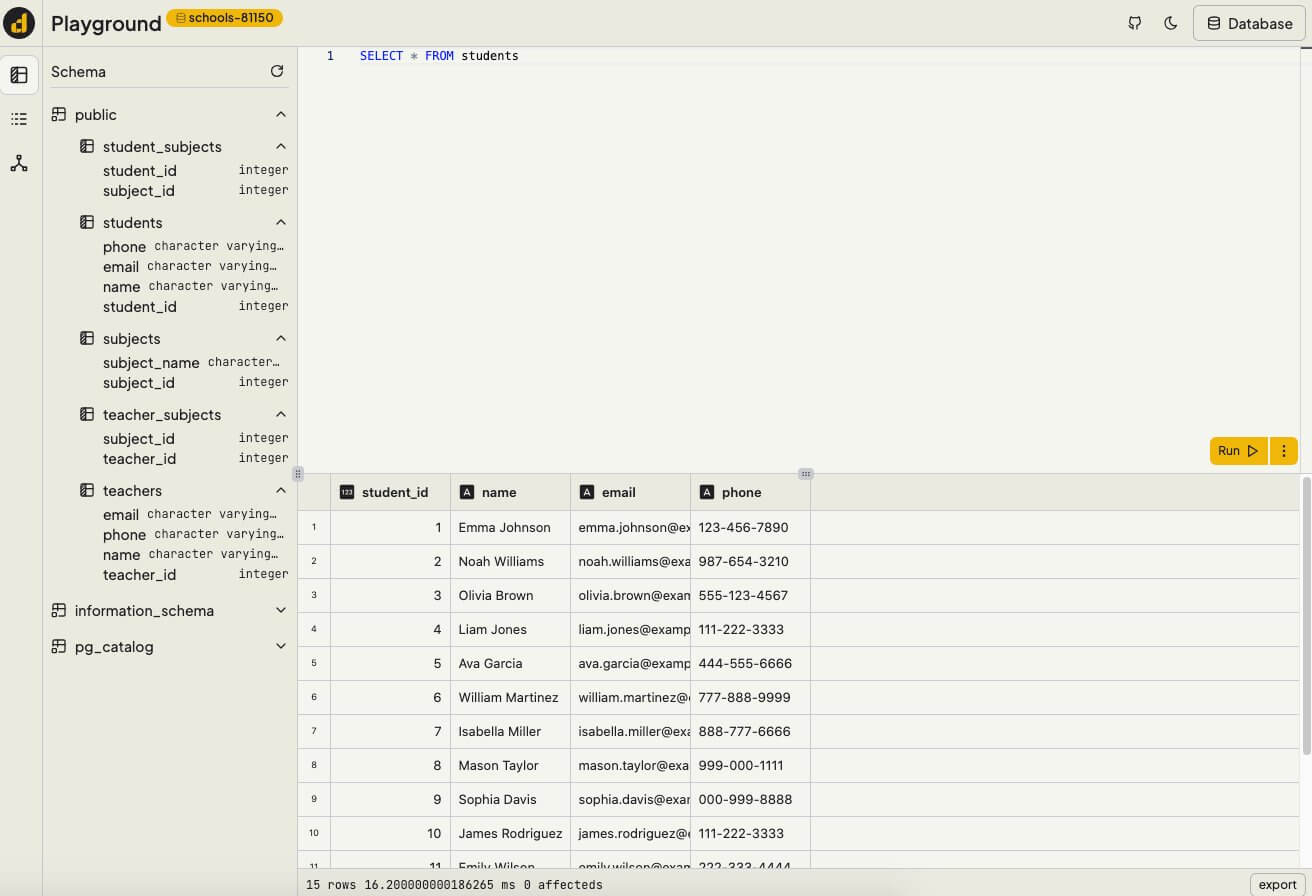 Playground schools-81150 Database
Schema
public
student_subjects
student_id integer
subject_id integer
students
phone character varying…
email character varying…
name character varying…
student_id integer
subjects
subject_name character…
subject_id integer
teacher_subjects
subject_id integer
teacher_id integer
teachers
email character varying…
phone character varying…
name character varying…
teacher_id integer
information_schema
pg_catalog
1 SELECT * FROM students
Run
123 student_id A name A email A phone
1 1 Emma Johnson emma.johnson@ex 123-456-7890
2 2 Noah Williams noah.williams@exa 987-654-3210
3 3 Olivia Brown olivia.brown@exam 555-123-4567
4 4 Liam Jones liam.jones@examp 111-222-3333
5 5 Ava Garcia ava.garcia@examp 444-555-6666
6 6 William Martinez william.martinez@ 777-888-9999
7 7 Isabella Miller isabella.miller@exa 888-777-6666
8 8 Mason Taylor mason.taylor@exa 999-000-1111
9 9 Sophia Davis sophia.davis@exar 000-999-8888
10 10 James Rodriguez james.rodriguez@ 111-222-3333
11 11 Emily Wilson emily.wilson@exam 222-333-4444
15 rows 16.200000000186265 ms 0 affecteds
export